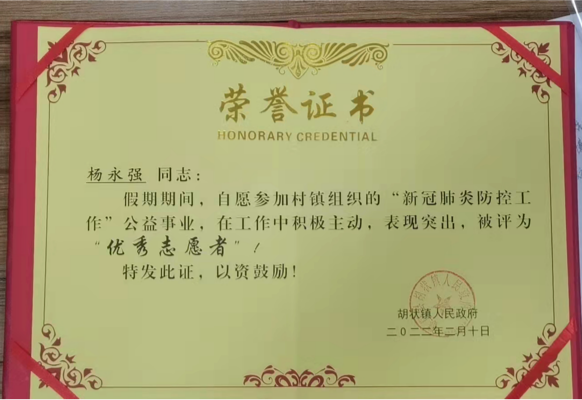 荣誉证书
HONORARY CREDENTIAL
杨永强 同志：
假期期间，自愿参加村镇组织的“新冠肺炎防控工
作”公益事业，在工作中积极主动，表现突出，被评为
“优秀志愿者”！
特发此证，以资鼓励！
胡状镇人民政府
二〇二二年二月十日